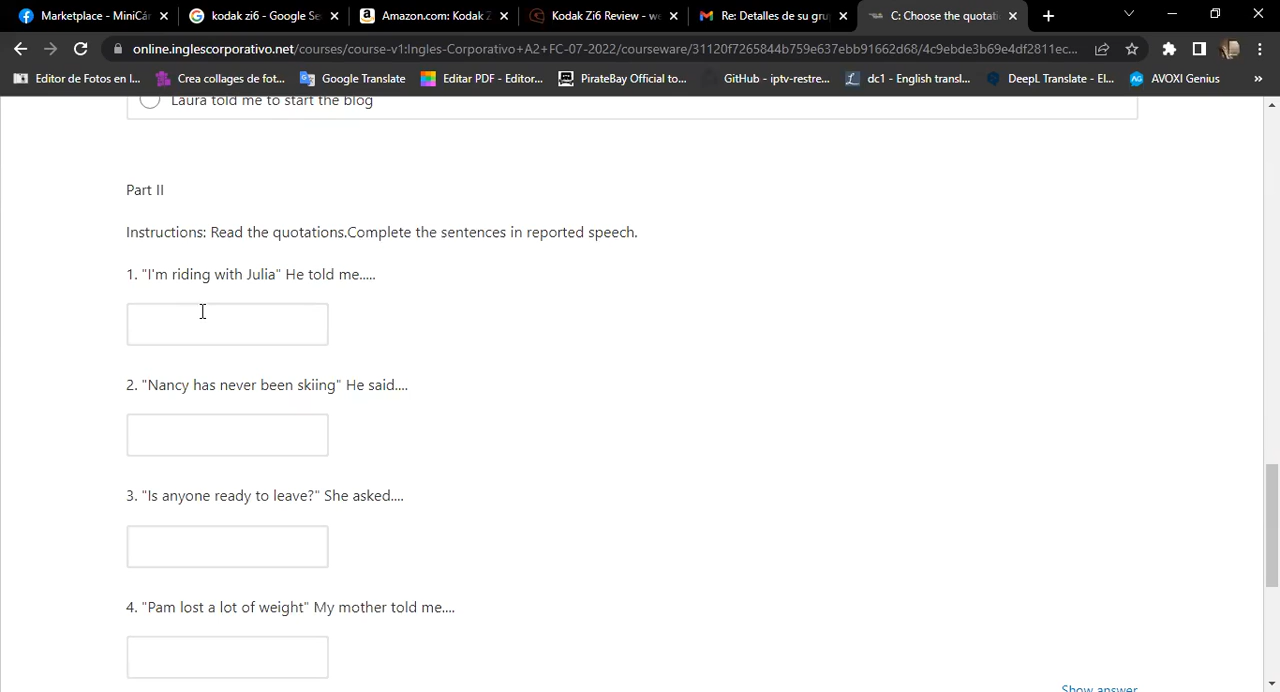 Marketplace - MiniCár
kodak zi6 - Google Se
Amazon.com: Kodak Z
Kodak Zi6 Review - we
Re: Detalles de su gru
C: Choose the quotati
online.inglescorporativo.net/courses/course-v1:Ingles-Corporativo+A2+FC-07-2022/courseware/31120f7265844b759e637ebb91662d68/4c9ebde3b69e4df2811ec...
Editor de Fotos en l...
Crea collages de fot...
Google Translate
Editar PDF - Editor...
PirateBay Official to...
GitHub - iptv-restre...
dc1 - English transl...
DeepL Translate - El...
AVOXI Genius
»
Laura told me to start the blog
Part II
Instructions: Read the quotations.Complete the sentences in reported speech.
1. "I'm riding with Julia" He told me.....
2. "Nancy has never been skiing" He said....
3. "Is anyone ready to leave?" She asked....
4. "Pam lost a lot of weight" My mother told me....
Show answer